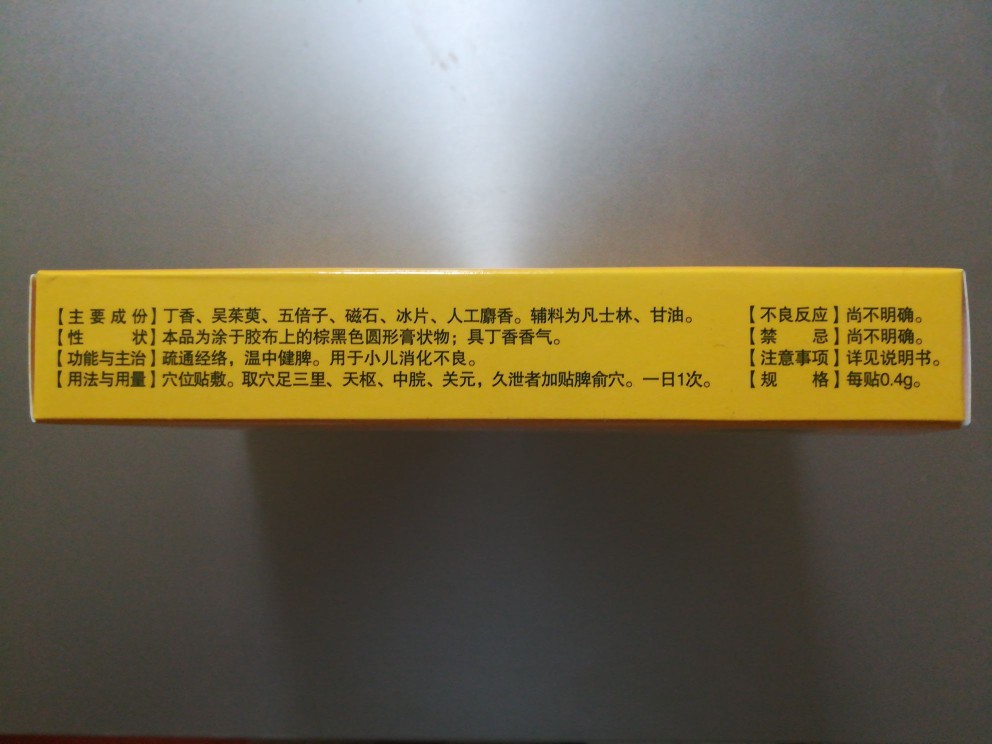 【主要成份】丁香、吴茱萸、五倍子、磁石、冰片、人工麝香。辅料为凡士林、甘油。
【性状】本品为涂于胶布上的棕黑色圆形膏状物；具丁香香气。
【功能与主治】疏通经络，温中健脾。用于小儿消化不良。
【用法与用量】穴位贴敷。取穴足三里、天枢、中脘、关元，久泄者加贴脾俞穴。一日1次。
【不良反应】尚不明确。
【禁忌】尚不明确。
【注意事项】详见说明书。
【规格】每贴0.4g。